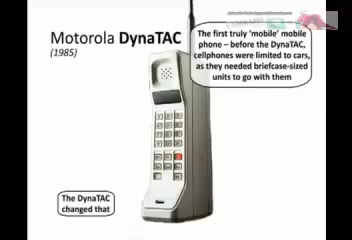 Motorola DynaTAC
(1985)
The first truly 'mobile' mobile
phone – before the DynaTAC,
cellphones were limited to cars,
as they needed briefcase-sized
units to go with them
The DynaTAC
changed that